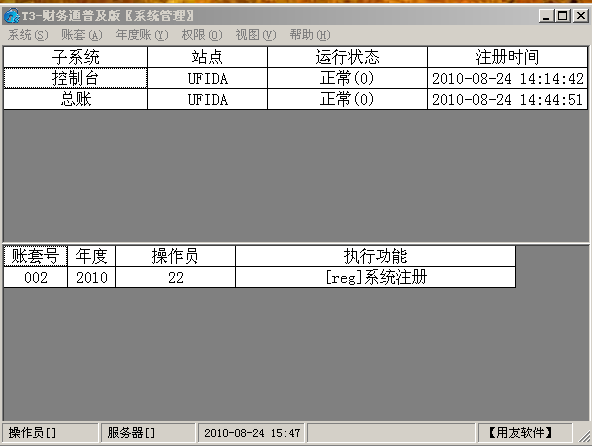 T3-财务通普及版〖系统管理〗
系统(S) 账套(A) 年度账(Y) 权限(O) 视图(V) 帮助(H)
子系统 站点 运行状态 注册时间
控制台 UFIDA 正常(0) 2010-08-24 14:14:42
总账 UFIDA 正常(0) 2010-08-24 14:44:51
账套号 年度 操作员 执行功能
002 2010 22 [reg]系统注册
操作员[] 服务器[] 2010-08-24 15:47 【用友软件】